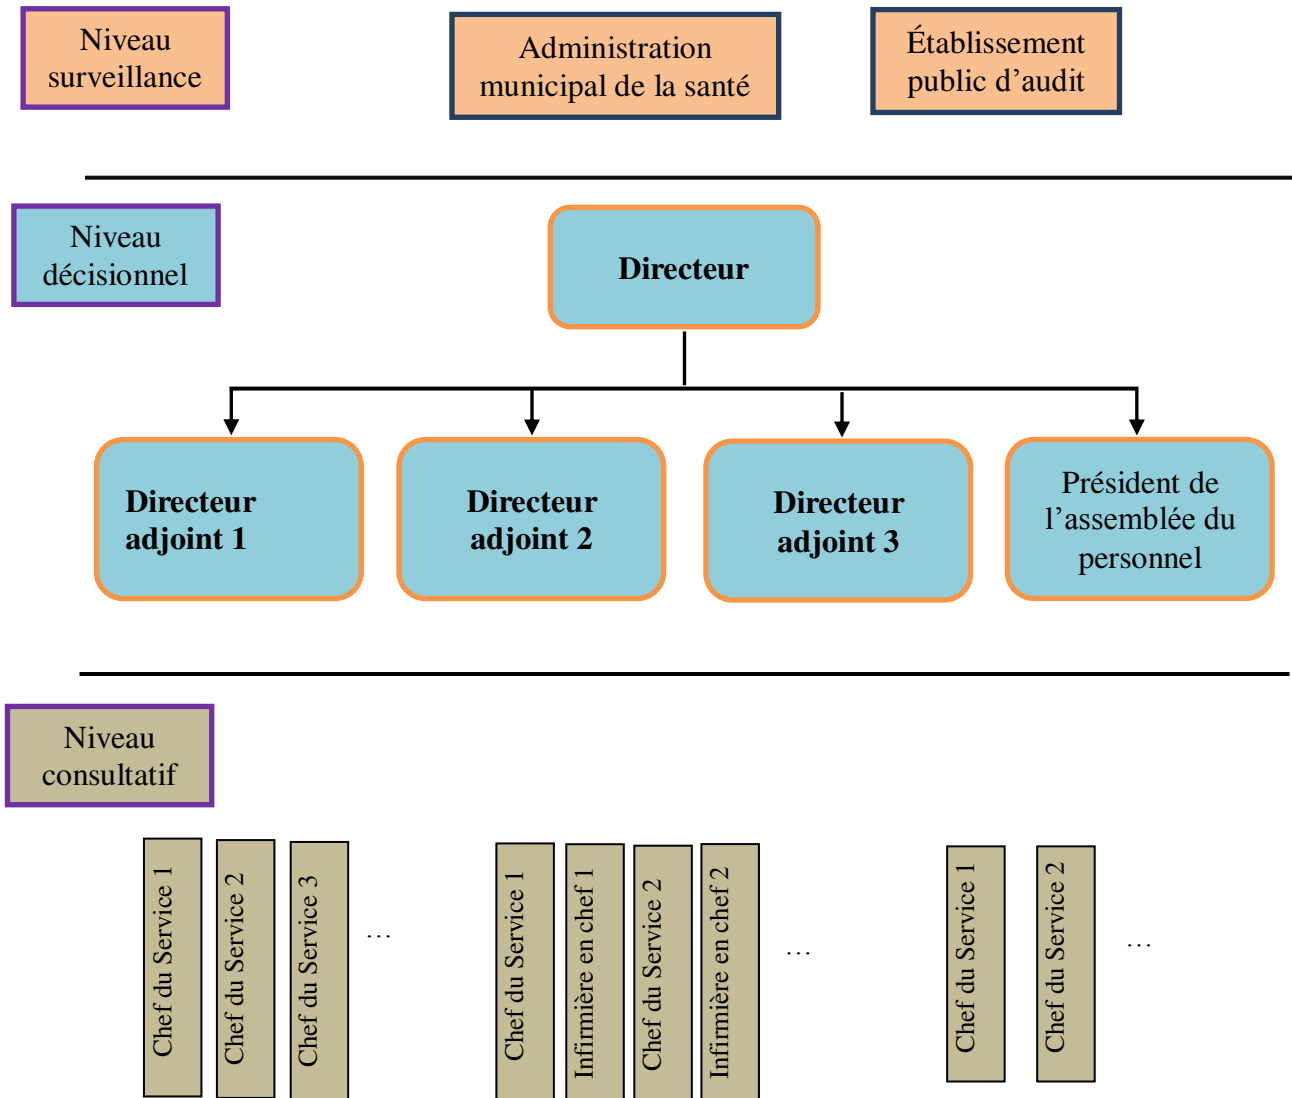 Niveau
surveillance
Administration
municipal de la santé
Établissement
public d’audit
Niveau
décisionnel
Directeur
Directeur
adjoint 1
Directeur
adjoint 2
Directeur
adjoint 3
Président de
l’assemblée du
personnel
Niveau
consultatif
Chef du Service 1
Chef du Service 2
Chef du Service 3
…
Chef du Service 1
Infirmière en chef 1
Chef du Service 2
Infirmière en chef 2
…
Chef du Service 1
Chef du Service 2
…